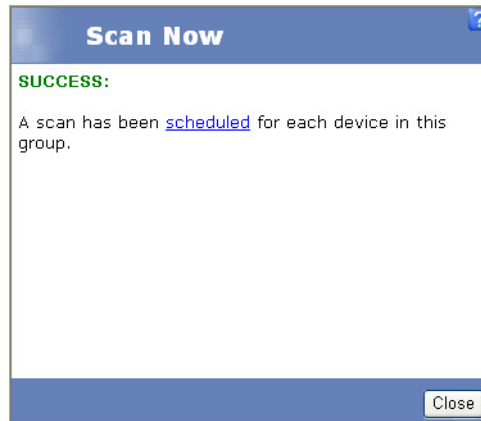 Scan Now
?
SUCCESS:
A scan has been scheduled for each device in this
group.
Close